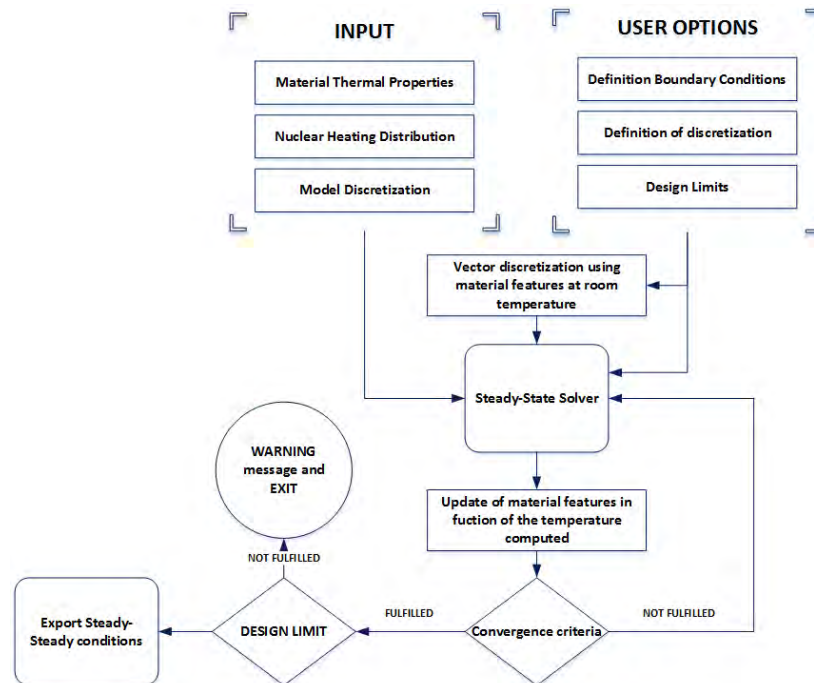 INPUT
Material Thermal Properties
Nuclear Heating Distribution
Model Discretization
USER OPTIONS
Definition Boundary Conditions
Definition of discretization
Design Limits
Vector discretization using
material features at room
temperature
Steady-State Solver
Update of material features in
fuction of the temperature
computed
Convergence criteria
NOT FULFILLED
FULFILLED
DESIGN LIMIT
NOT FULFILLED
WARNING
message and
EXIT
Export Steady-
Steady conditions